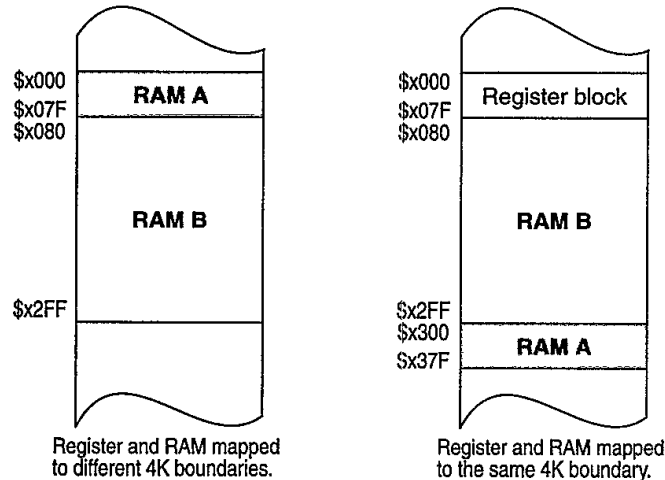 $x000
RAM A
$x07F
$x080
RAM B
$x2FF
Register and RAM mapped
to different 4K boundaries.
$x000
Register block
$x07F
$x080
RAM B
$x2FF
$x300
RAM A
$x37F
Register and RAM mapped
to the same 4K boundary.